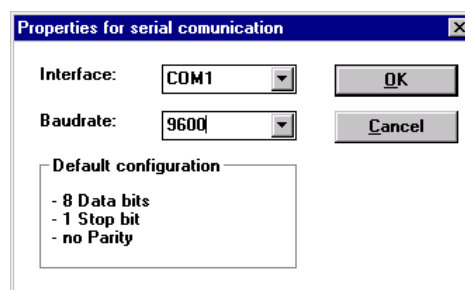 Properties for serial comunication
Interface: COM1 OK
Baudrate: 9600 Cancel
Default configuration
- 8 Data bits
- 1 Stop bit
- no Parity